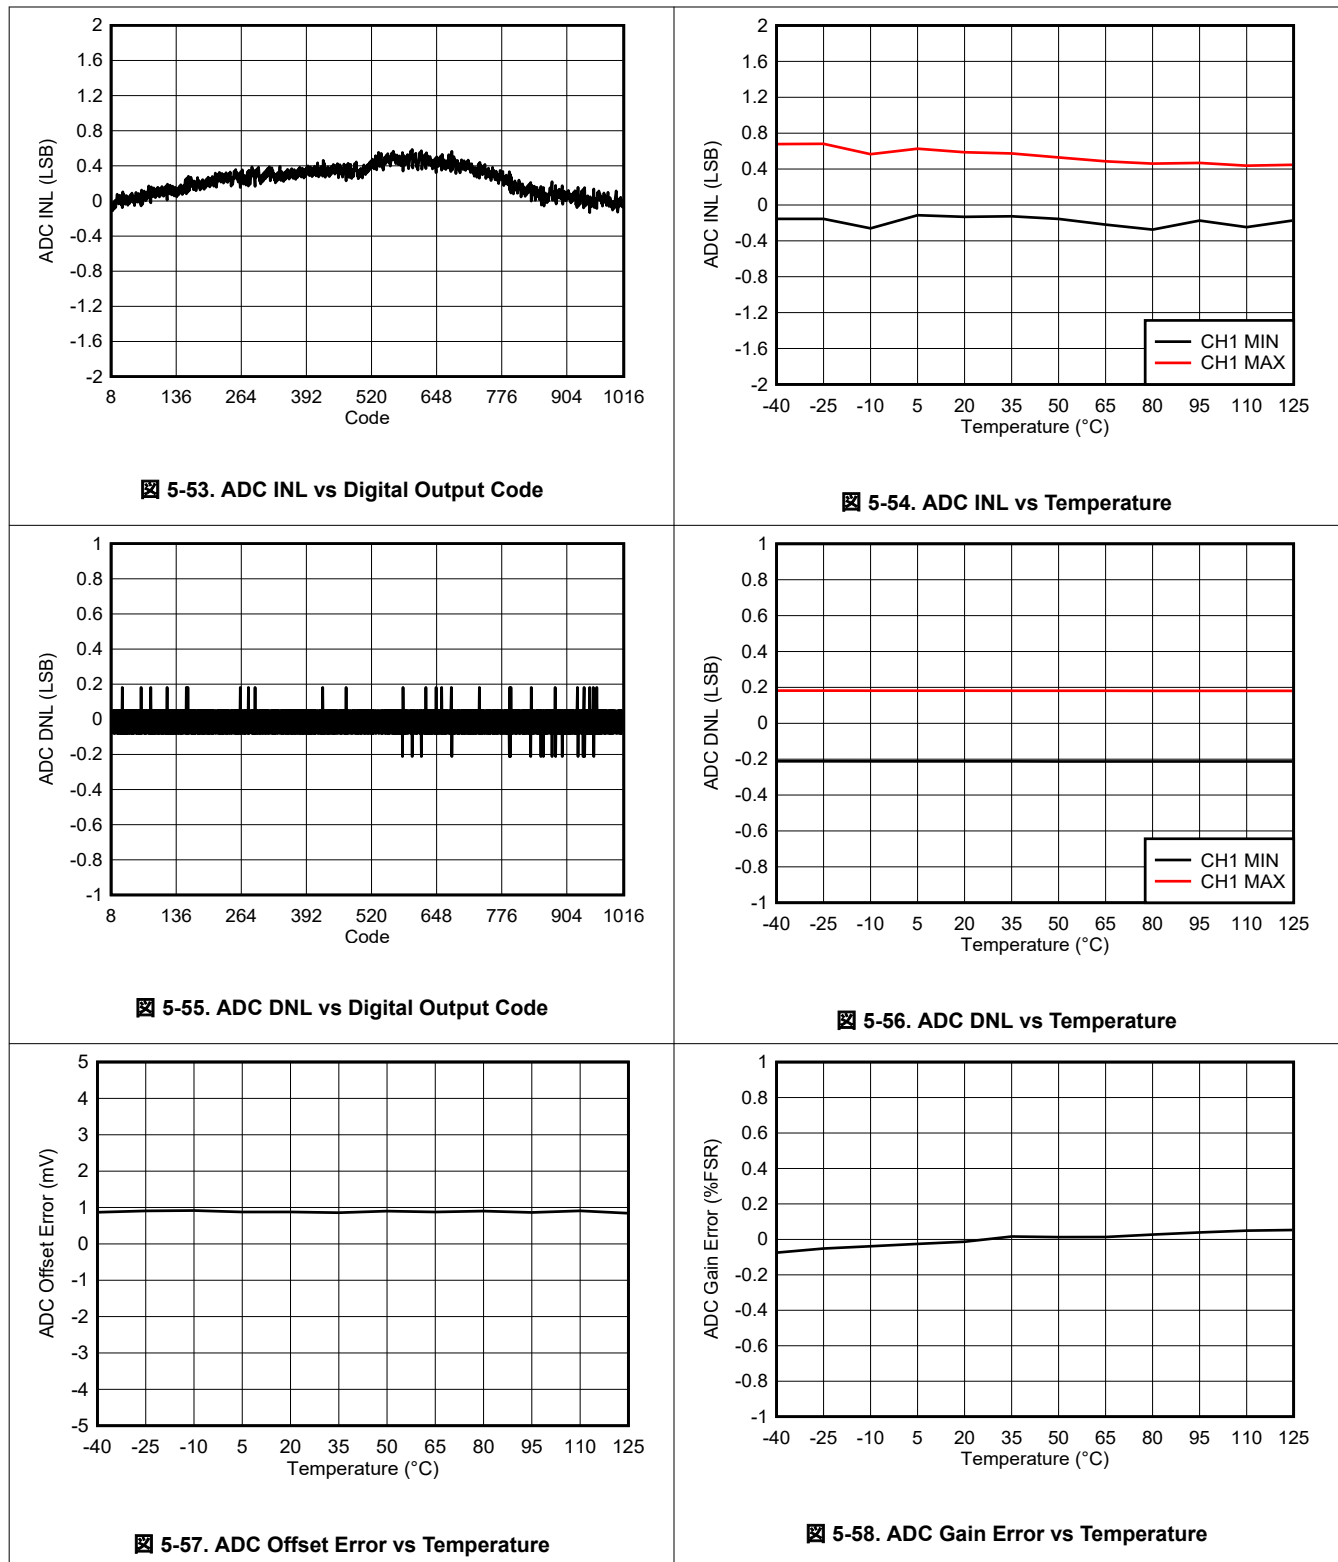 2
1.6
1.2
0.8
0.4
0
-0.4
-0.8
-1.2
-1.6
-2
ADC INL (LSB)
8 136 264 392 520 648 776 904 1016
Code
図 5-53. ADC INL vs Digital Output Code
2
1.6
1.2
0.8
0.4
0
-0.4
-0.8
-1.2
-1.6
-2
ADC INL (LSB)
CH1 MIN
CH1 MAX
-40 -25 -10 5 20 35 50 65 80 95 110 125
Temperature (°C)
図 5-54. ADC INL vs Temperature
1
0.8
0.6
0.4
0.2
0
-0.2
-0.4
-0.6
-0.8
-1
ADC DNL (LSB)
8 136 264 392 520 648 776 904 1016
Code
図 5-55. ADC DNL vs Digital Output Code
1
0.8
0.6
0.4
0.2
0
-0.2
-0.4
-0.6
-0.8
-1
ADC DNL (LSB)
CH1 MIN
CH1 MAX
-40 -25 -10 5 20 35 50 65 80 95 110 125
Temperature (°C)
図 5-56. ADC DNL vs Temperature
5
4
3
2
1
0
-1
-2
-3
-4
-5
ADC Offset Error (mV)
-40 -25 -10 5 20 35 50 65 80 95 110 125
Temperature (°C)
図 5-57. ADC Offset Error vs Temperature
1
0.8
0.6
0.4
0.2
0
-0.2
-0.4
-0.6
-0.8
-1
ADC Gain Error (%FSR)
-40 -25 -10 5 20 35 50 65 80 95 110 125
Temperature (°C)
図 5-58. ADC Gain Error vs Temperature